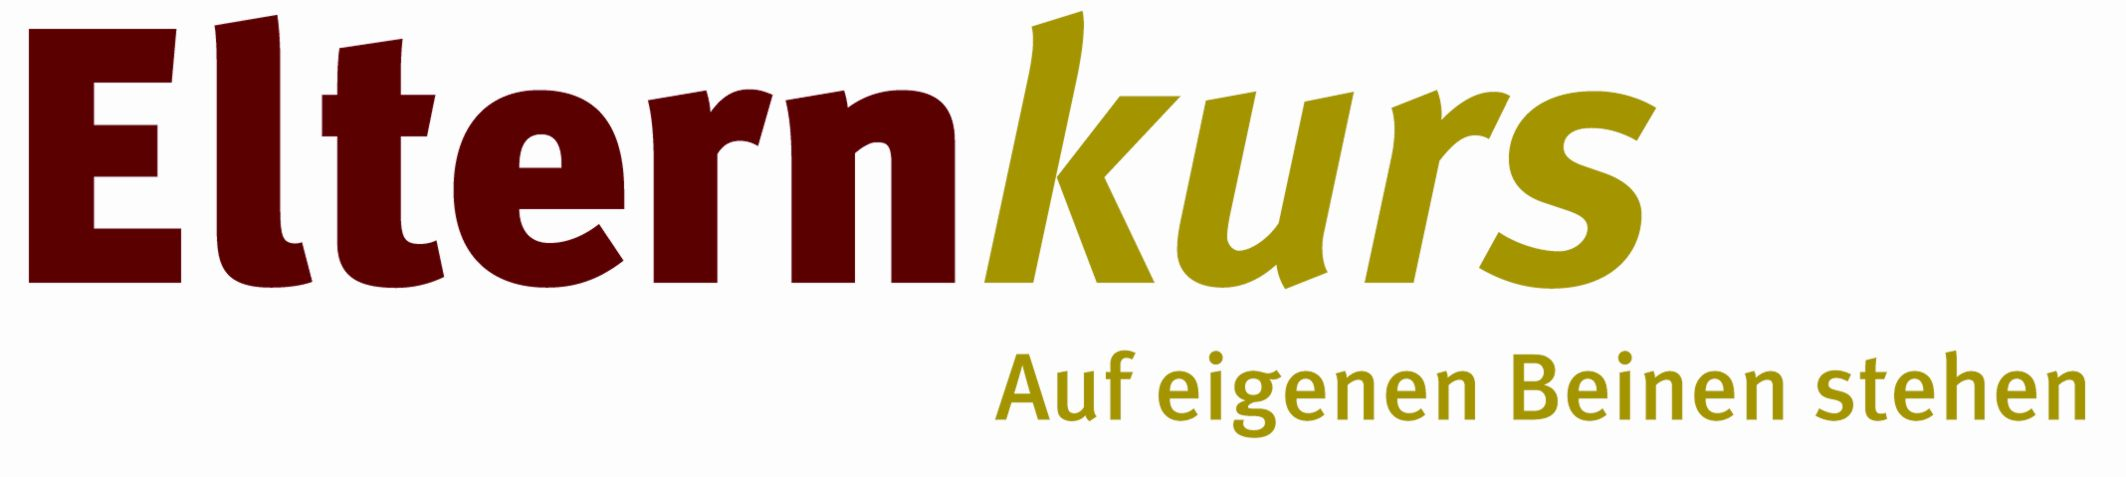 Elternkurs
Auf eigenen Beinen stehen